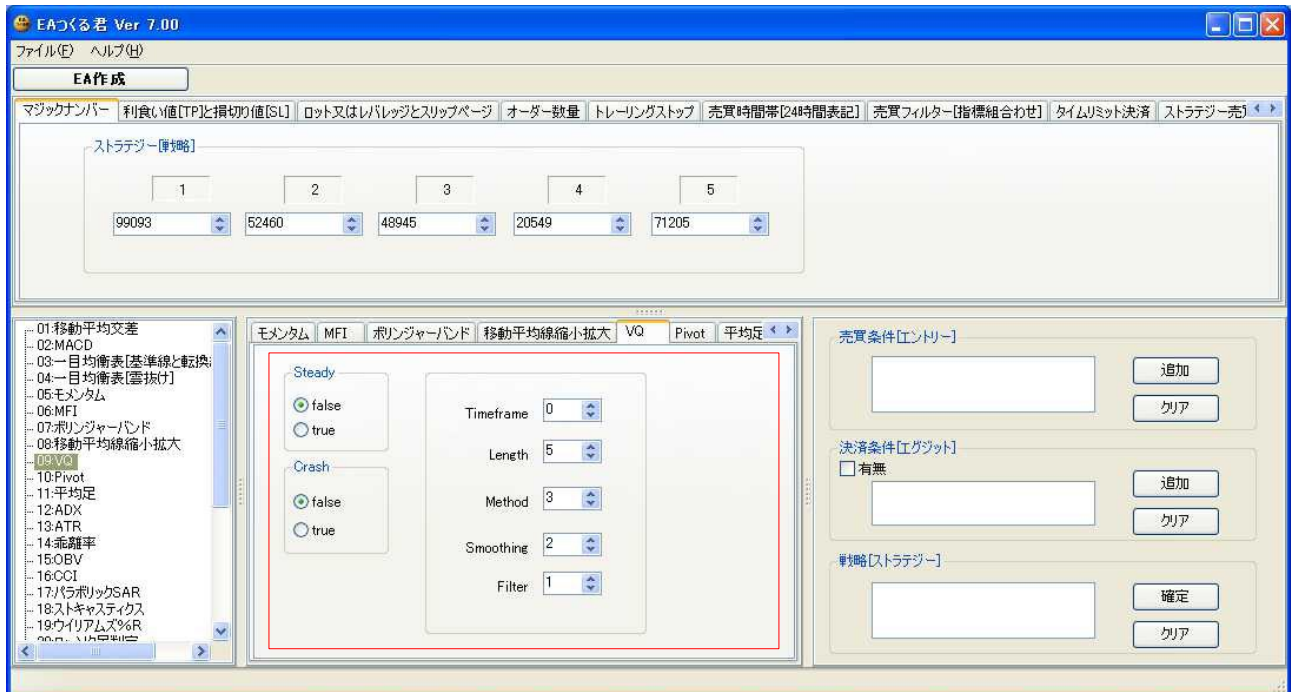 EAつくる君 Ver 7.00
ファイル(F) ヘルプ(H)
EA作成
マジックナンバー 利食い値[TP]と損切り値[SL] ロット又はレバレッジとスリップページ オーダー数量 トレーリングストップ 売買時間帯[24時間表記] 売買フィルター[指標組合わせ] タイムリミット決済 ストラテジー売
ストラテジー[戦略]
1 2 3 4 5
99093 52460 48945 20549 71205
01:移動平均交差
02:MACD
03:一目均衡表[基準線と転換
04:一目均衡表[雲抜け]
05:モメンタム
06:MFI
07:ボリンジャーバンド
08:移動平均線縮小拡大
09:VQ
10:Pivot
11:平均足
12:ADX
13:ATR
14:乖離率
15:OBV
16:CCI
17:パラボリックSAR
18:ストキャスティクス
19:ウイリアムズ%R
モメンタム MFI ボリンジャーバンド 移動平均線縮小拡大 VQ Pivot 平均足
Steady
false
true
Crash
false
true
Timeframe 0
Length 5
Method 3
Smoothing 2
Filter 1
売買条件[エントリー]
追加
クリア
決済条件[エグジット]
有無
追加
クリア
戦略[ストラテジー]
確定
クリア